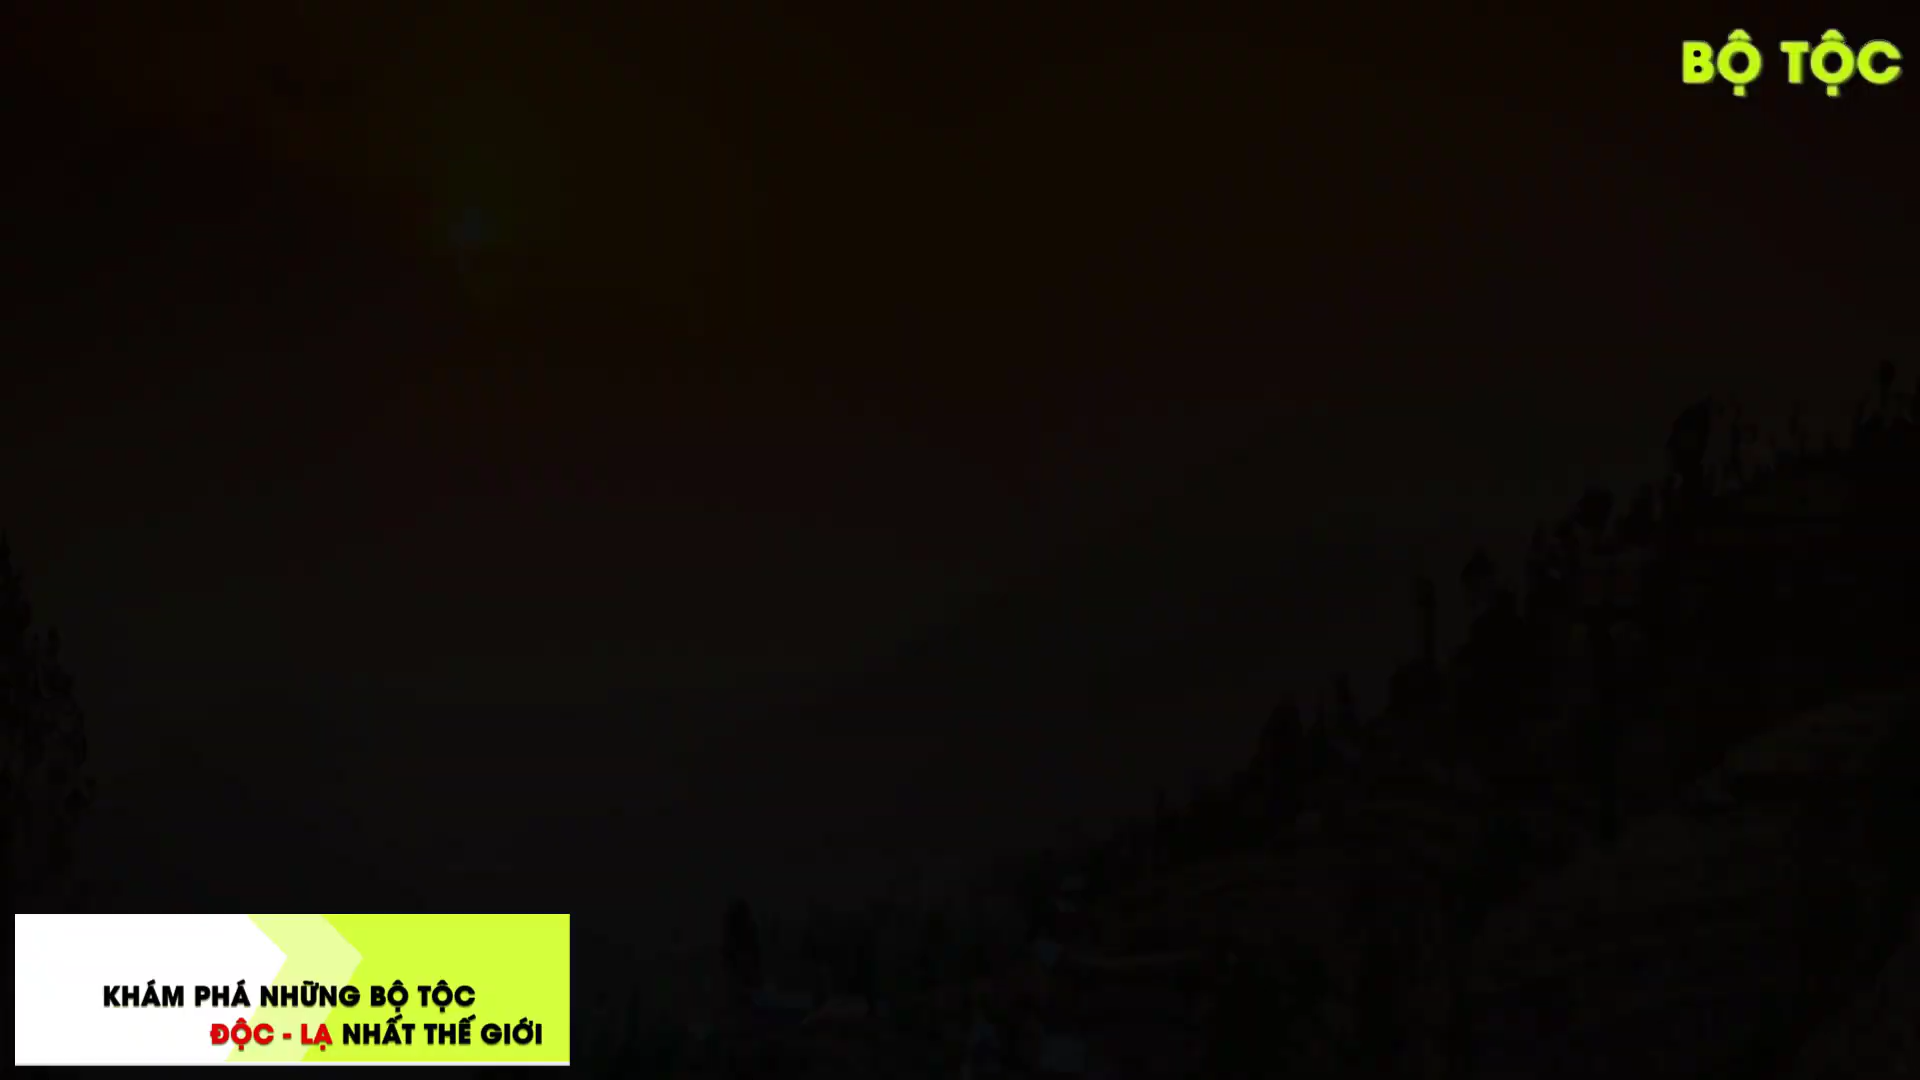 BỘ TỘC
KHÁM PHÁ NHỮNG BỘ TỘC
ĐỘC - LẠ NHẤT THẾ GIỚI